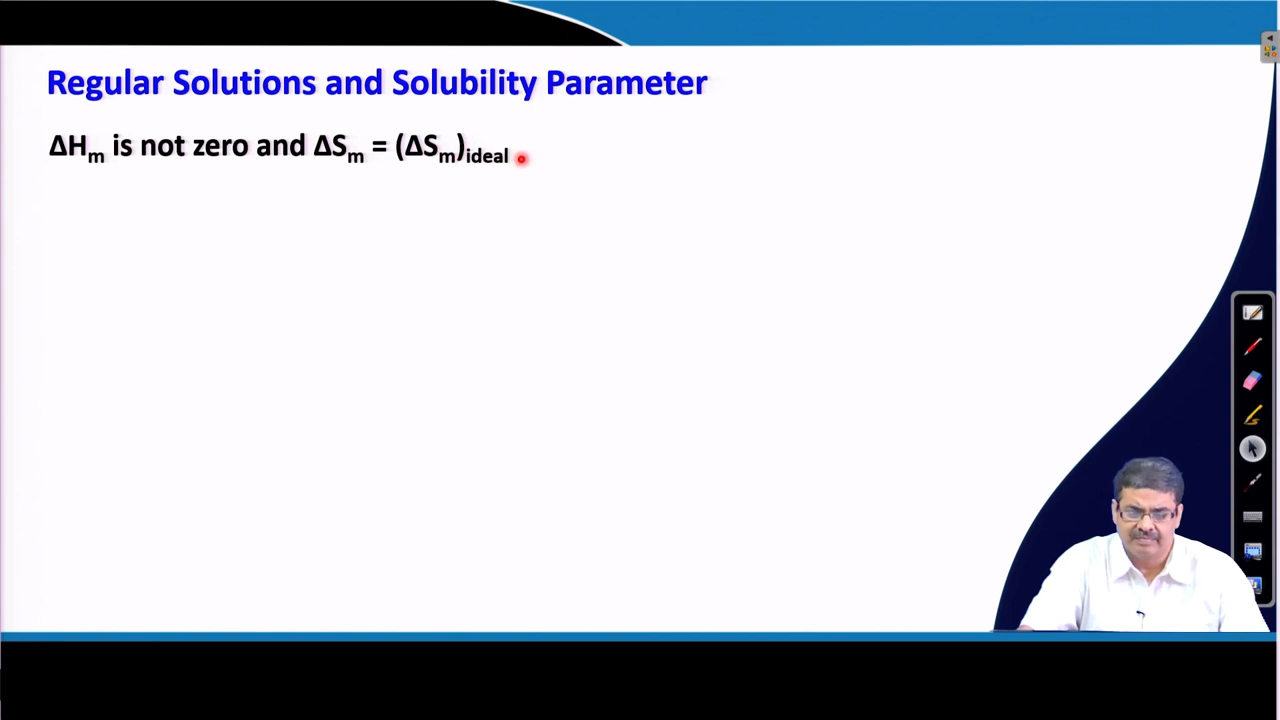 Regular Solutions and Solubility Parameter
ΔHm is not zero and ΔSm = (ΔSm)ideal